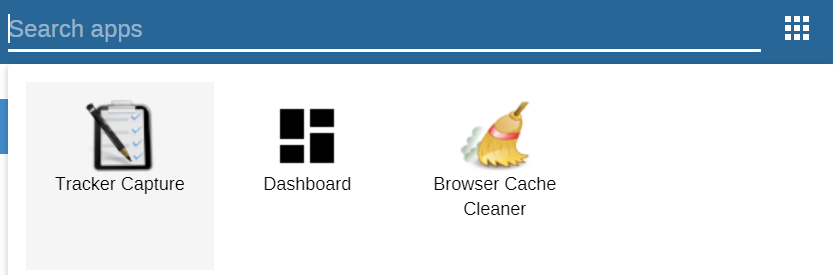 Search apps
Tracker Capture
Dashboard
Browser Cache
Cleaner